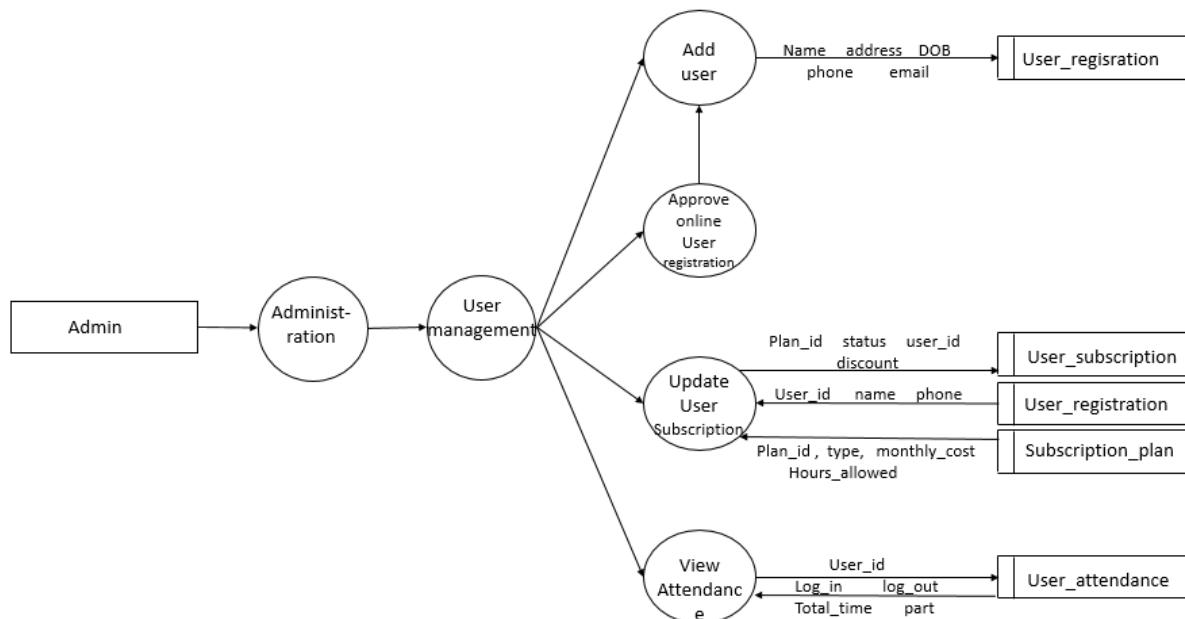 Add
user
Name address DOB
phone email
User_regisration
Approve
online
User
registration
Admin
Administ-
ration
User
management
Update
User
Subscription
Plan_id status user_id
discount
User_subscription
User_id name phone
User_registration
Plan_id , type, monthly_cost
Hours_allowed
Subscription_plan
View
Attendanc
e
User_id
Log_in log_out
Total_time part
User_attendance